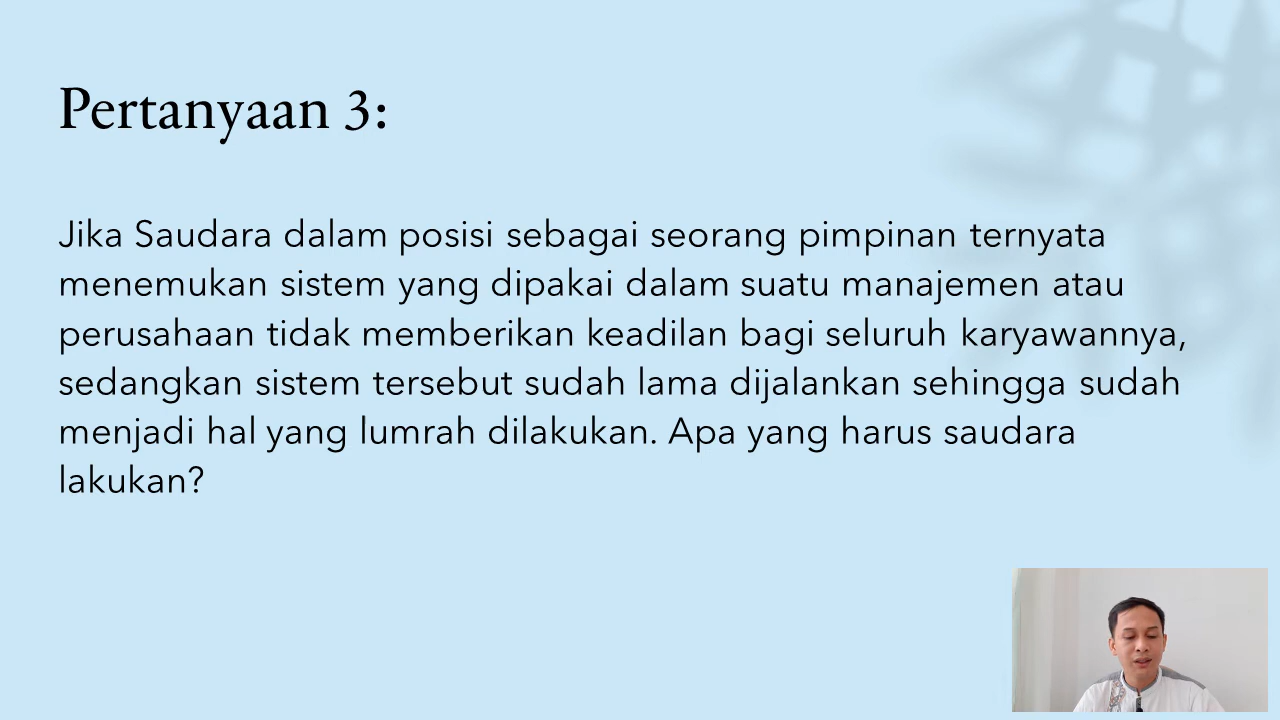 Pertanyaan 3:
Jika Saudara dalam posisi sebagai seorang pimpinan ternyata
menemukan sistem yang dipakai dalam suatu manajemen atau
perusahaan tidak memberikan keadilan bagi seluruh karyawannya,
sedangkan sistem tersebut sudah lama dijalankan sehingga sudah
menjadi hal yang lumrah dilakukan. Apa yang harus saudara
lakukan?